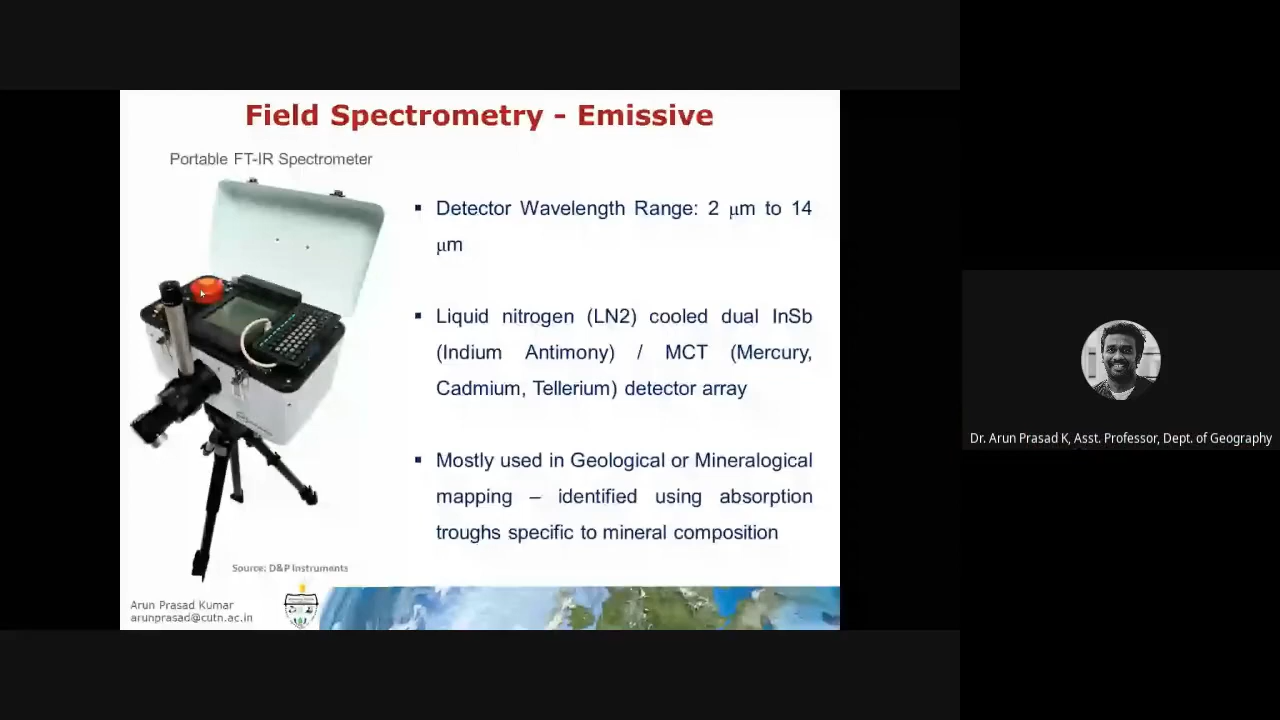 Field Spectrometry - Emissive
Portable FT-IR Spectrometer
▪ Detector Wavelength Range: 2 μm to 14
μm
▪ Liquid nitrogen (LN2) cooled dual InSb
(Indium Antimony) / MCT (Mercury,
Cadmium, Tellerium) detector array
▪ Mostly used in Geological or Mineralogical
mapping – identified using absorption
troughs specific to mineral composition
Source: D&P Instruments
Arun Prasad Kumar
arunprasad@cutn.ac.in
Dr. Arun Prasad K, Asst. Professor, Dept. of Geography